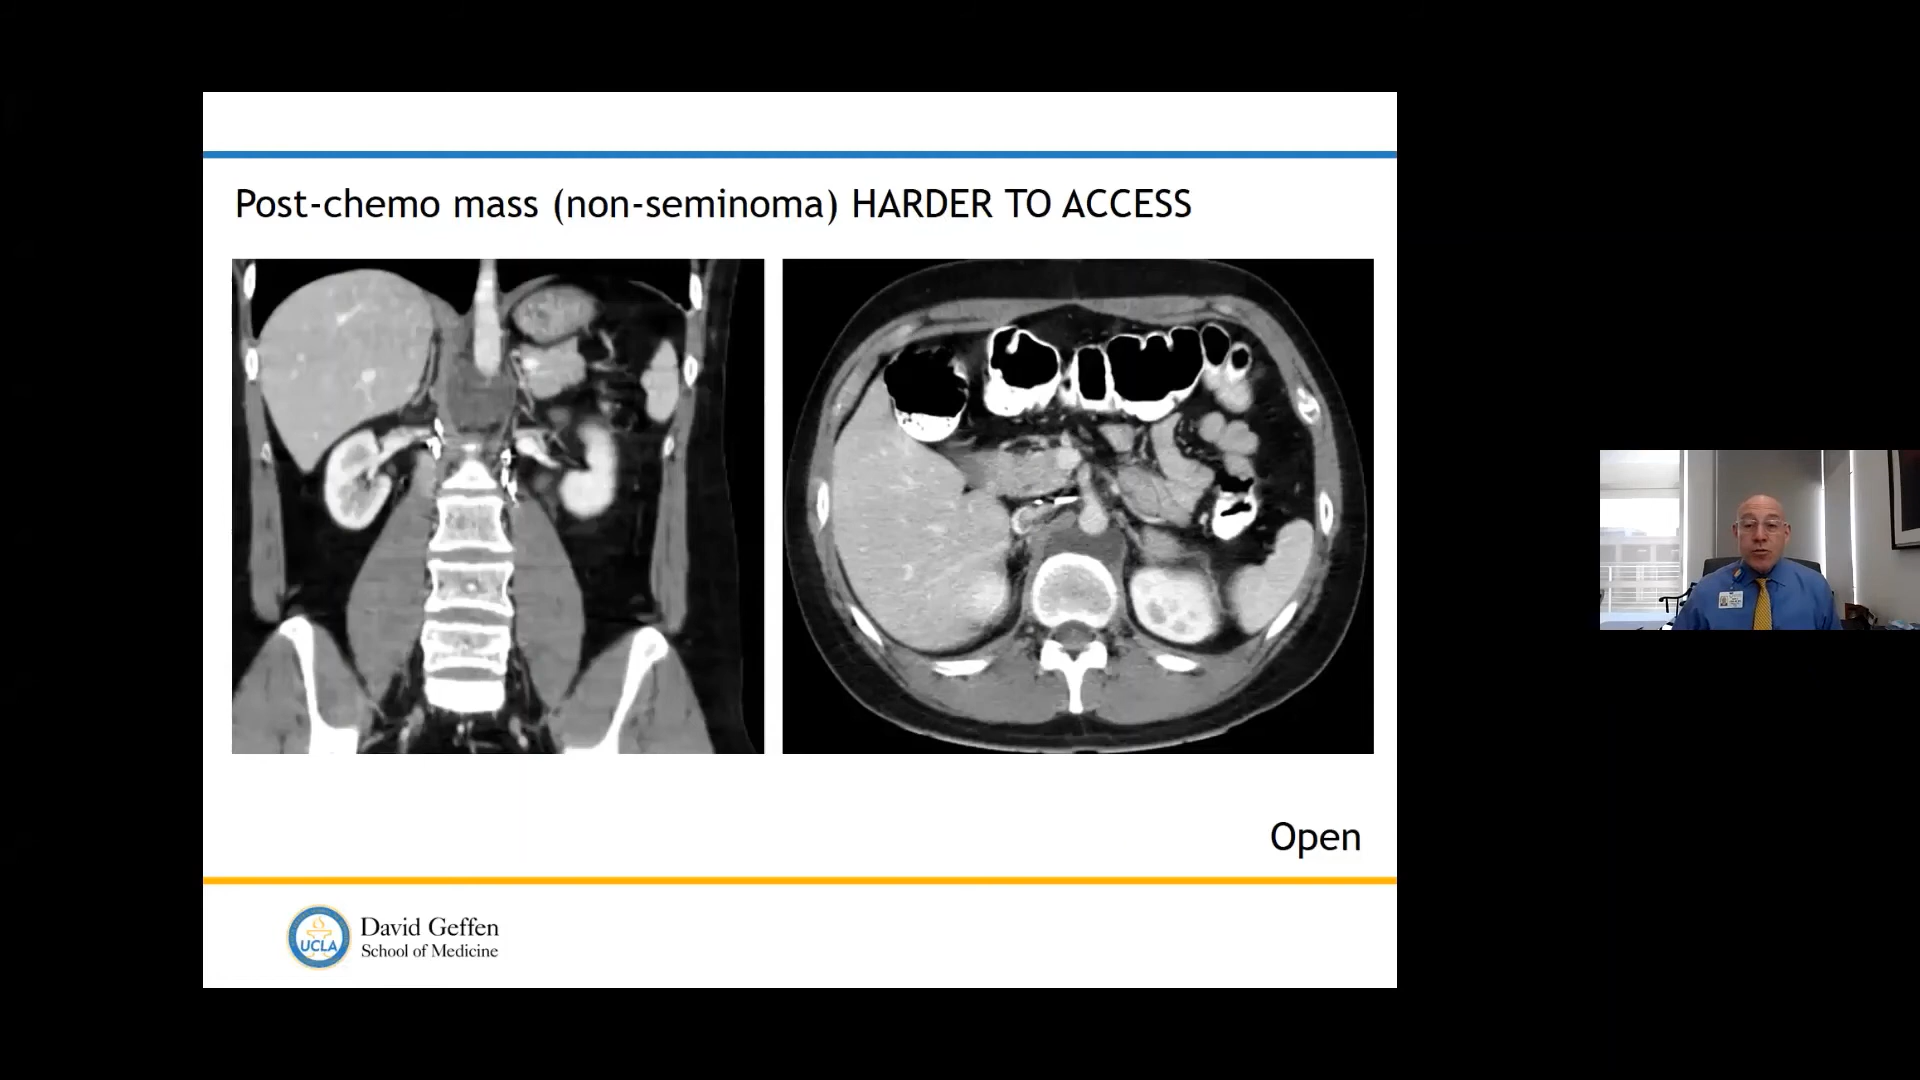 Post-chemo mass (non-seminoma) HARDER TO ACCESS
Open
UCLA
David Geffen
School of Medicine